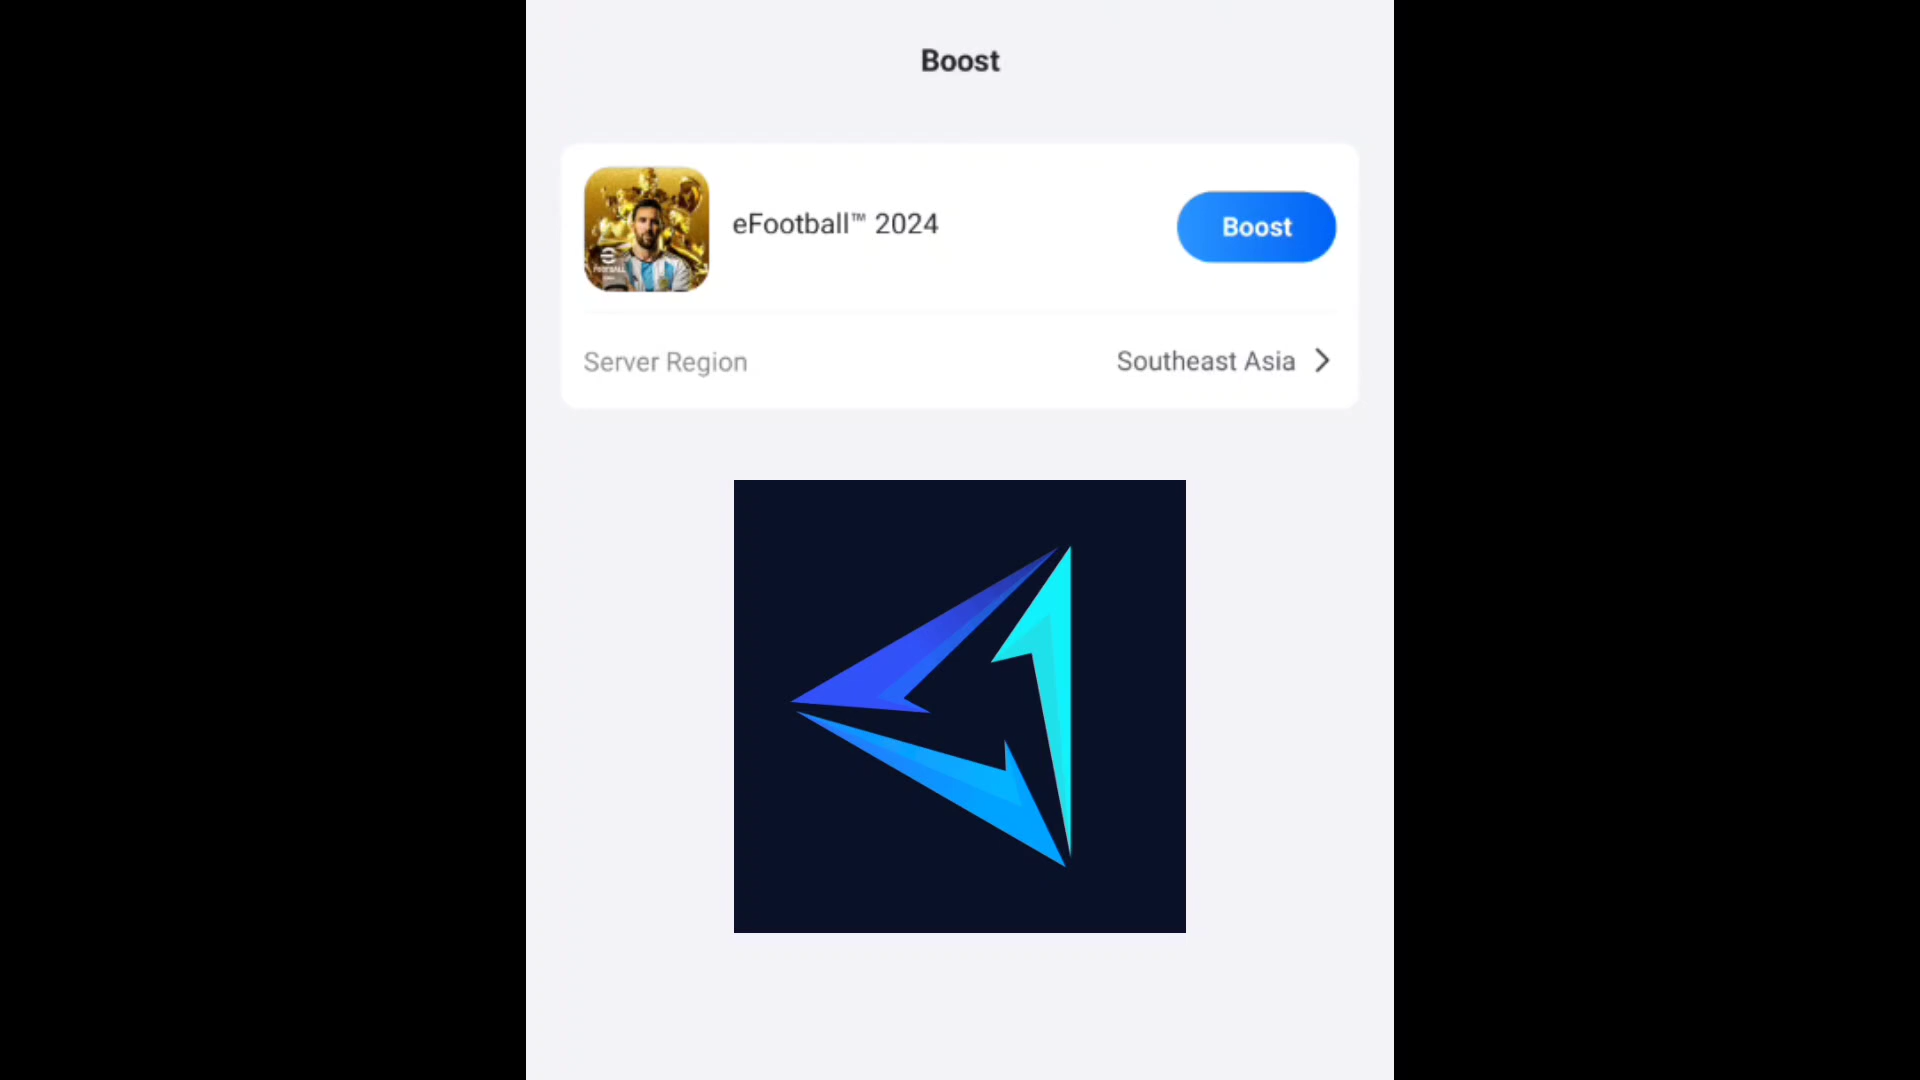 Boost
eFootball™ 2024
Boost
Server Region
Southeast Asia